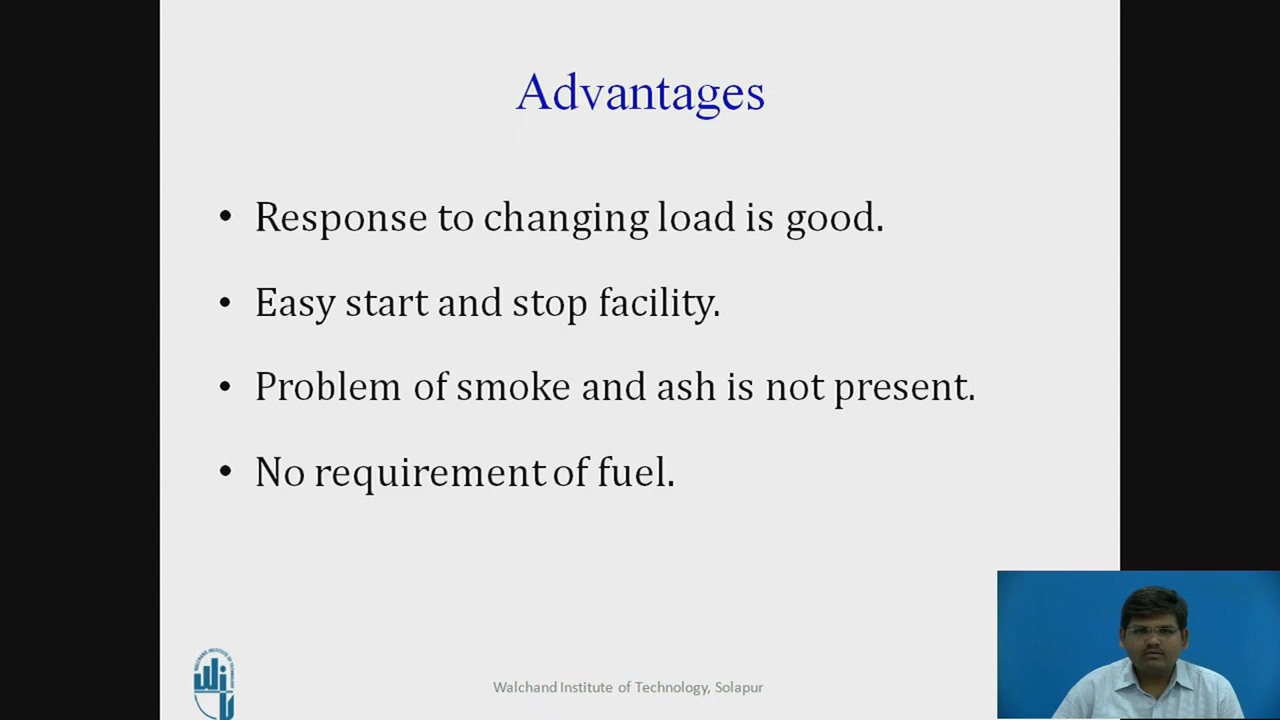 Advantages
• Response to changing load is good.
• Easy start and stop facility.
• Problem of smoke and ash is not present.
• No requirement of fuel.
Walchand Institute of Technology, Solapur